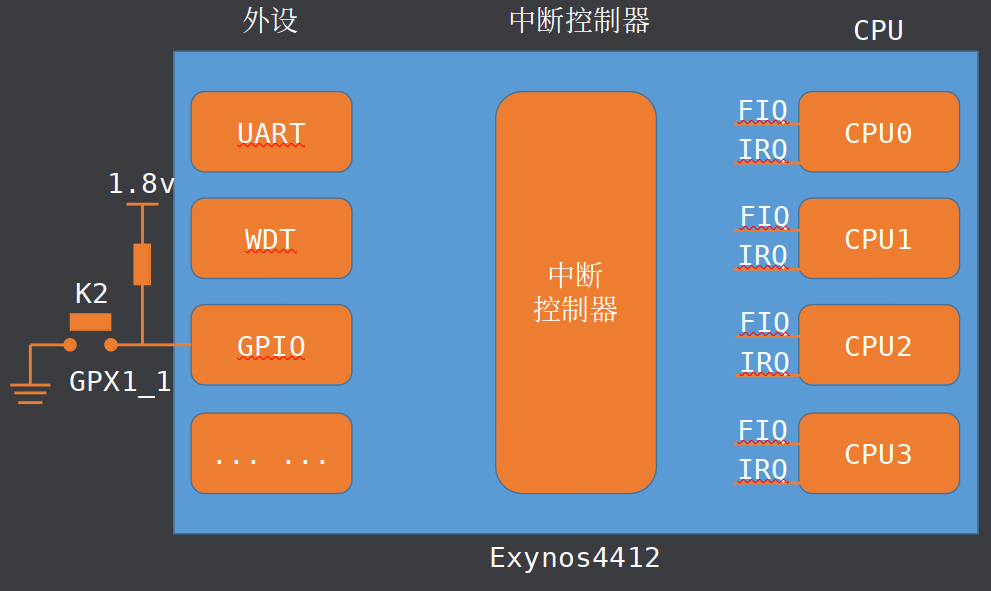 外设
中断控制器
CPU
UART
WDT
GPIO
... ...
1.8v
K2
GPX1_1
中断
控制器
FIQ
IRQ
CPU0
FIQ
IRQ
CPU1
FIQ
IRQ
CPU2
FIQ
IRQ
CPU3
Exynos4412